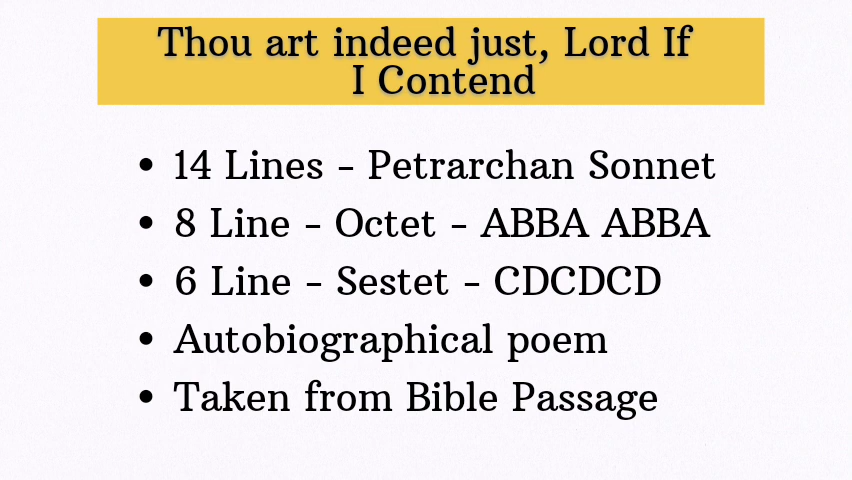 Thou art indeed just, Lord If
I Contend
• 14 Lines - Petrarchan Sonnet
• 8 Line - Octet - ABBA ABBA
• 6 Line - Sestet - CDCDCD
• Autobiographical poem
• Taken from Bible Passage